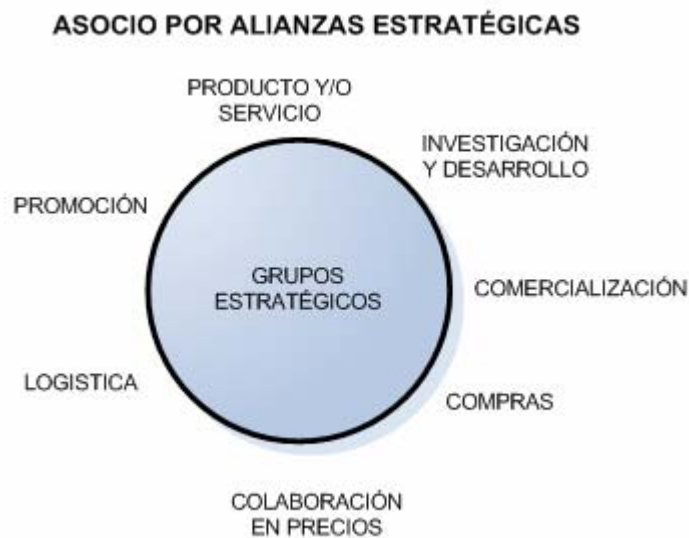 ASOCIO POR ALIANZAS ESTRATÉGICAS
PRODUCTO Y/O
SERVICIO
INVESTIGACIÓN
Y DESARROLLO
PROMOCIÓN
GRUPOS
ESTRATÉGICOS
COMERCIALIZACIÓN
LOGISTICA
COMPRAS
COLABORACIÓN
EN PRECIOS